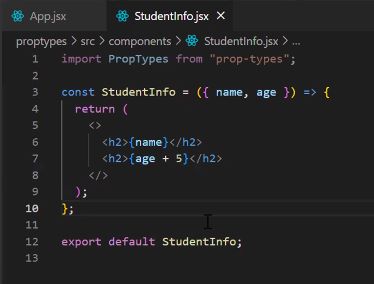 App.jsx StudentInfo.jsx ×
proptypes > src > components > StudentInfo.jsx > ...
1 import PropTypes from "prop-types";
2
3 const StudentInfo = ({ name, age }) => {
4   return (
5     <>
6       <h2>{name}</h2>
7       <h2>{age + 5}</h2>
8     </>
9   );
10 };
11
12 export default StudentInfo;
13